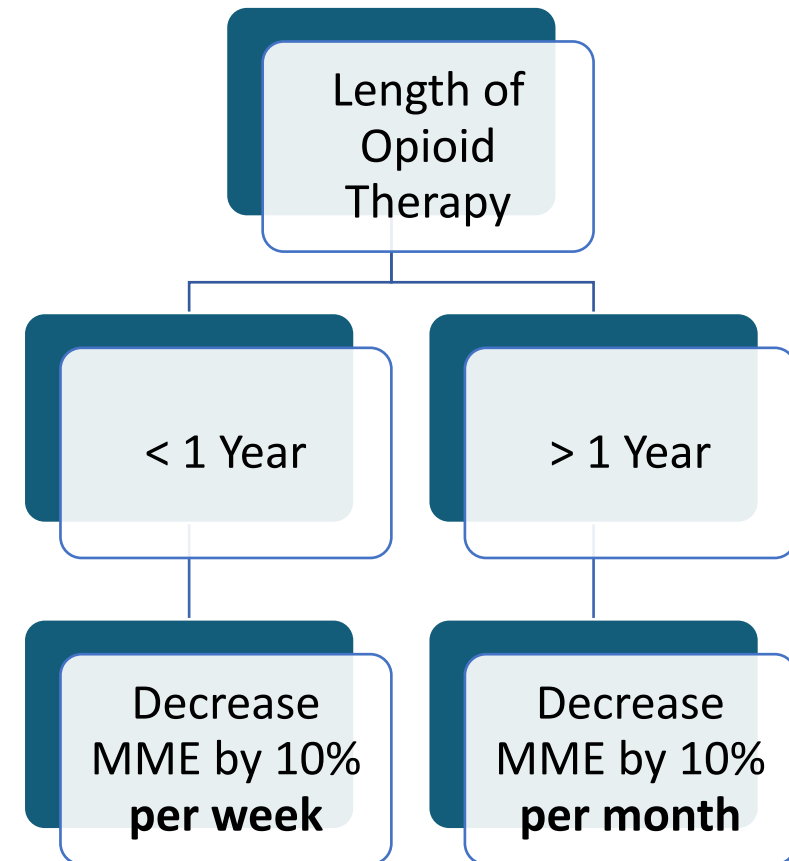 Length of
Opioid
Therapy
< 1 Year
> 1 Year
Decrease
MME by 10%
per week
Decrease
MME by 10%
per month